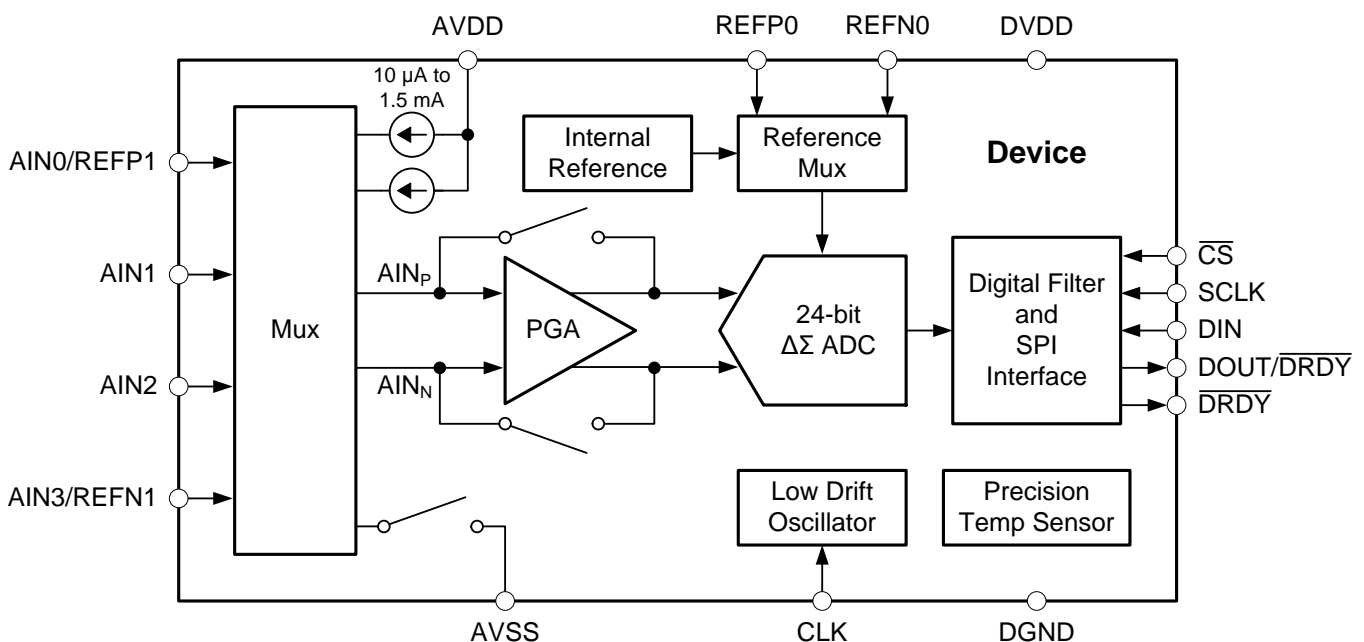 AVDD
REFP0
REFN0
DVDD
10 µA to
1.5 mA
AIN0/REFP1
AIN1
AIN2
AIN3/REFN1
Mux
AINP
AINN
PGA
Internal
Reference
Reference
Mux
Device
24-bit
ΔΣ ADC
Digital Filter
and
SPI
Interface
CS
SCLK
DIN
DOUT/DRDY
DRDY
Low Drift
Oscillator
Precision
Temp Sensor
AVSS
CLK
DGND